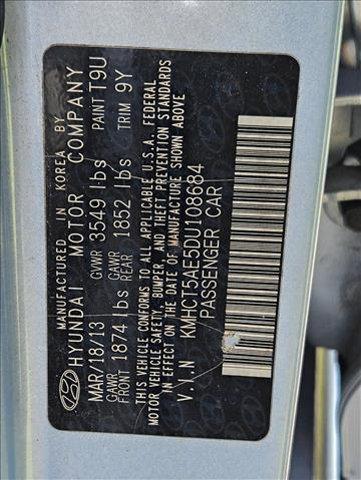 MANUFACTURED IN KOREA BY
HYUNDAI MOTOR COMPANY
MAR/18/13 GVWR 3549 lbs PAINT T9U
GAWR FRONT 1874 lbs GAWR REAR 1852 lbs TRIM 9Y
THIS VEHICLE CONFORMS TO ALL APPLICABLE U.S.A. FEDERAL
MOTOR VEHICLE SAFETY, BUMPER, AND THEFT PREVENTION STANDARDS
IN EFFECT ON THE DATE OF MANUFACTURE SHOWN ABOVE
V.I.N KMHCT5AE5DU108684
PASSENGER CAR